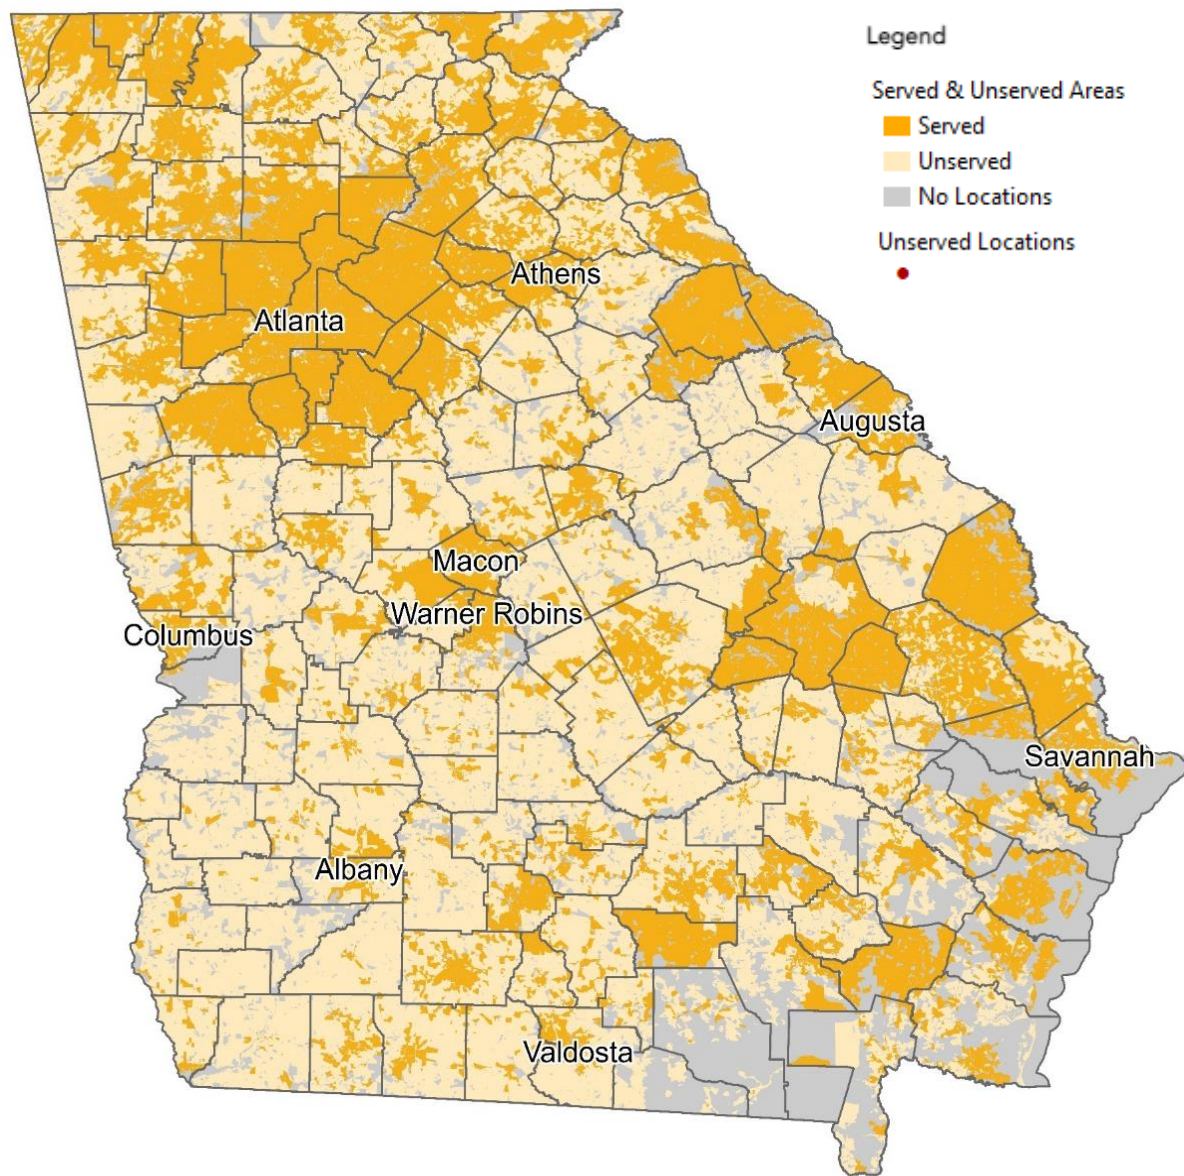 Legend
Served & Unserved Areas
Served
Unserved
No Locations
Unserved Locations
Athens
Atlanta
Augusta
Macon
Warner Robins
Columbus
Savannah
Albany
Valdosta